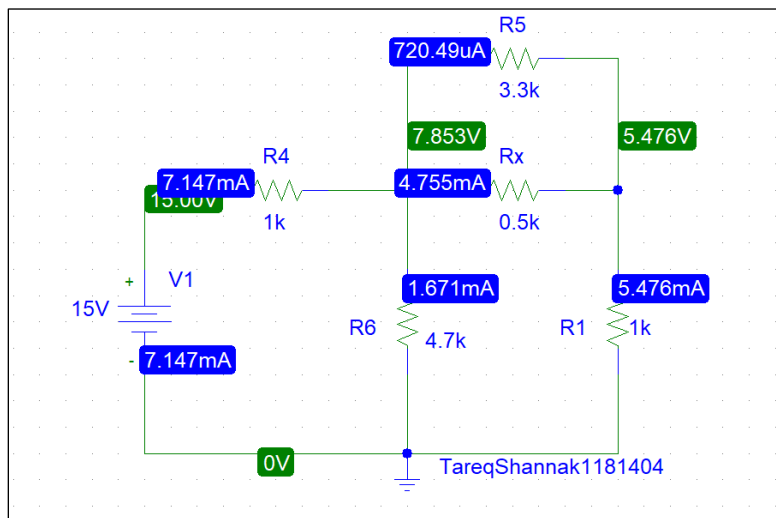 R5
720.49uA
3.3k
7.853V
5.476V
R4
Rx
7.147mA
4.755mA
15.00V
1k
0.5k
1.671mA
5.476mA
+
V1
15V
R6
4.7k
R1
1k
-
7.147mA
0V
TareqShannak1181404